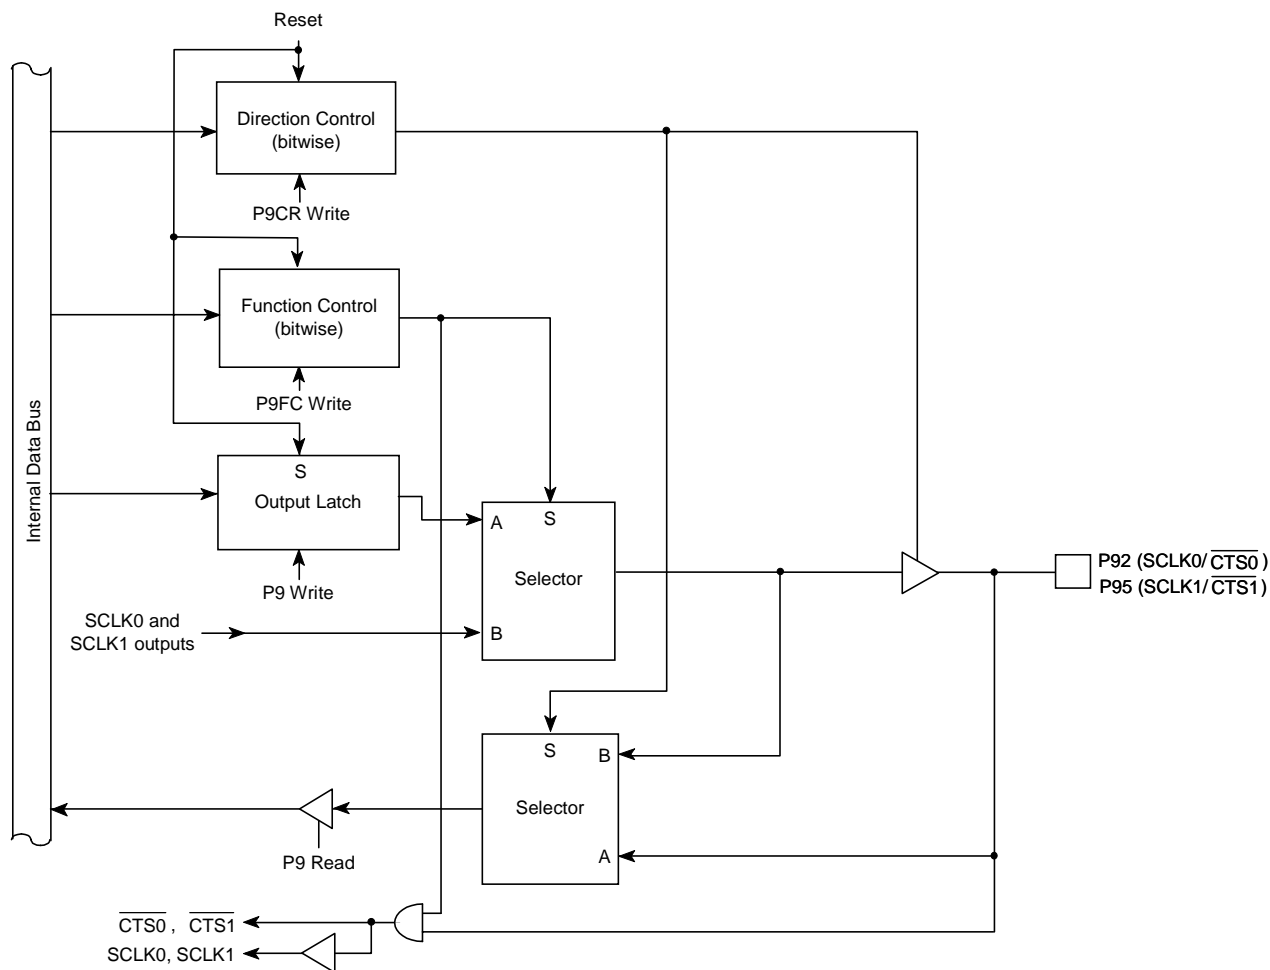 Reset
Direction Control
(bitwise)
P9CR Write
Function Control
(bitwise)
P9FC Write
Internal Data Bus
S
Output Latch
A
S
Selector
P9 Write
P92 (SCLK0/CTS0)
P95 (SCLK1/CTS1)
SCLK0 and
SCLK1 outputs
B
S
B
Selector
A
P9 Read
CTS0 , CTS1
SCLK0, SCLK1